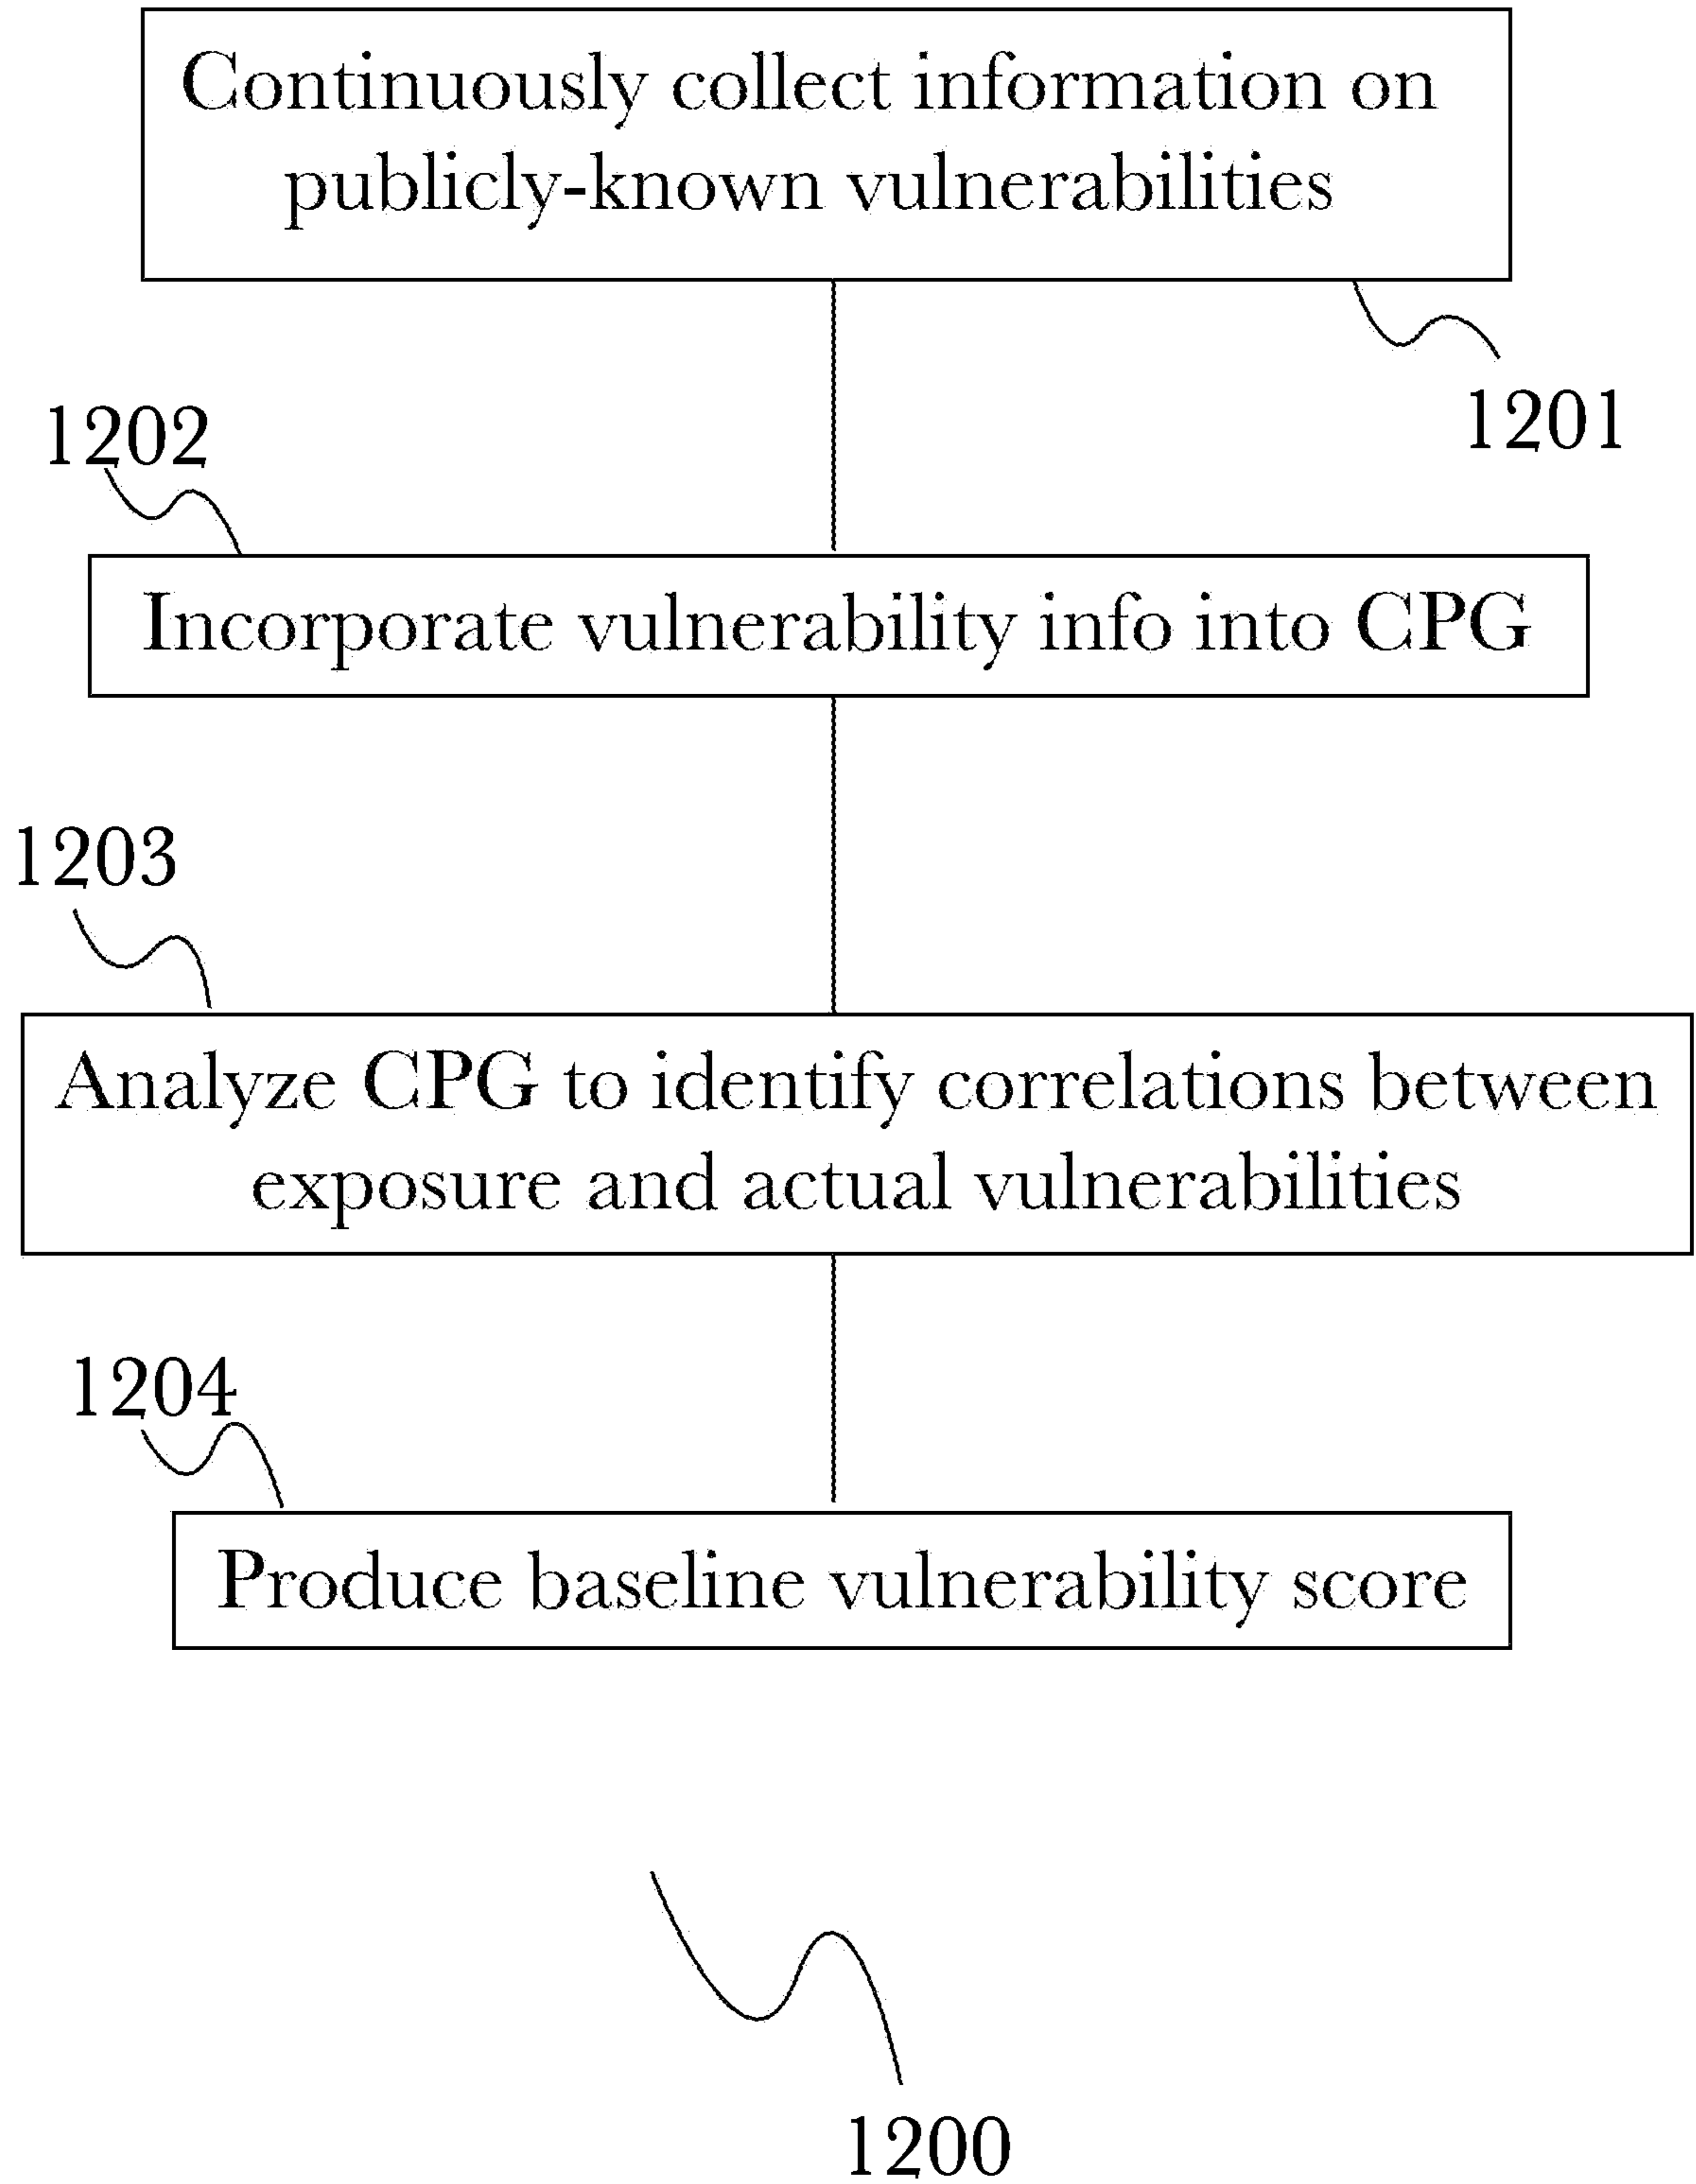 Continuously collect information on
publicly-known vulnerabilities
1201
1202
Incorporate vulnerability info into CPG
1203
Analyze CPG to identify correlations between
exposure and actual vulnerabilities
1204
Produce baseline vulnerability score
1200